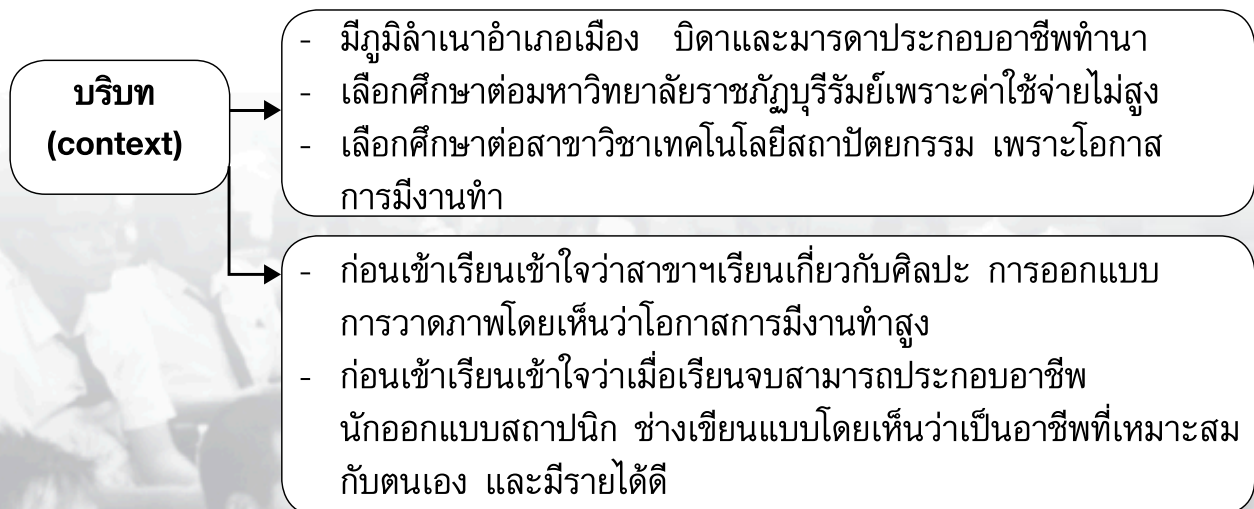 บริบท
(context)
- มีภูมิลำเนาอำเภอเมือง บิดาและมารดาประกอบอาชีพทำนา
- เลือกศึกษาต่อมหาวิทยาลัยราชภัฏบุรีรัมย์เพราะค่าใช้จ่ายไม่สูง
- เลือกศึกษาต่อสาขาวิชาเทคโนโลยีสถาปัตยกรรม เพราะโอกาส
การมีงานทำ
- ก่อนเข้าเรียนเข้าใจว่าสาขาฯเรียนเกี่ยวกับศิลปะ การออกแบบ
การวาดภาพโดยเห็นว่าโอกาสการมีงานทำสูง
- ก่อนเข้าเรียนเข้าใจว่าเมื่อเรียนจบสามารถประกอบอาชีพ
นักออกแบบสถาปนิก ช่างเขียนแบบโดยเห็นว่าเป็นอาชีพที่เหมาะสม
กับตนเอง และมีรายได้ดี